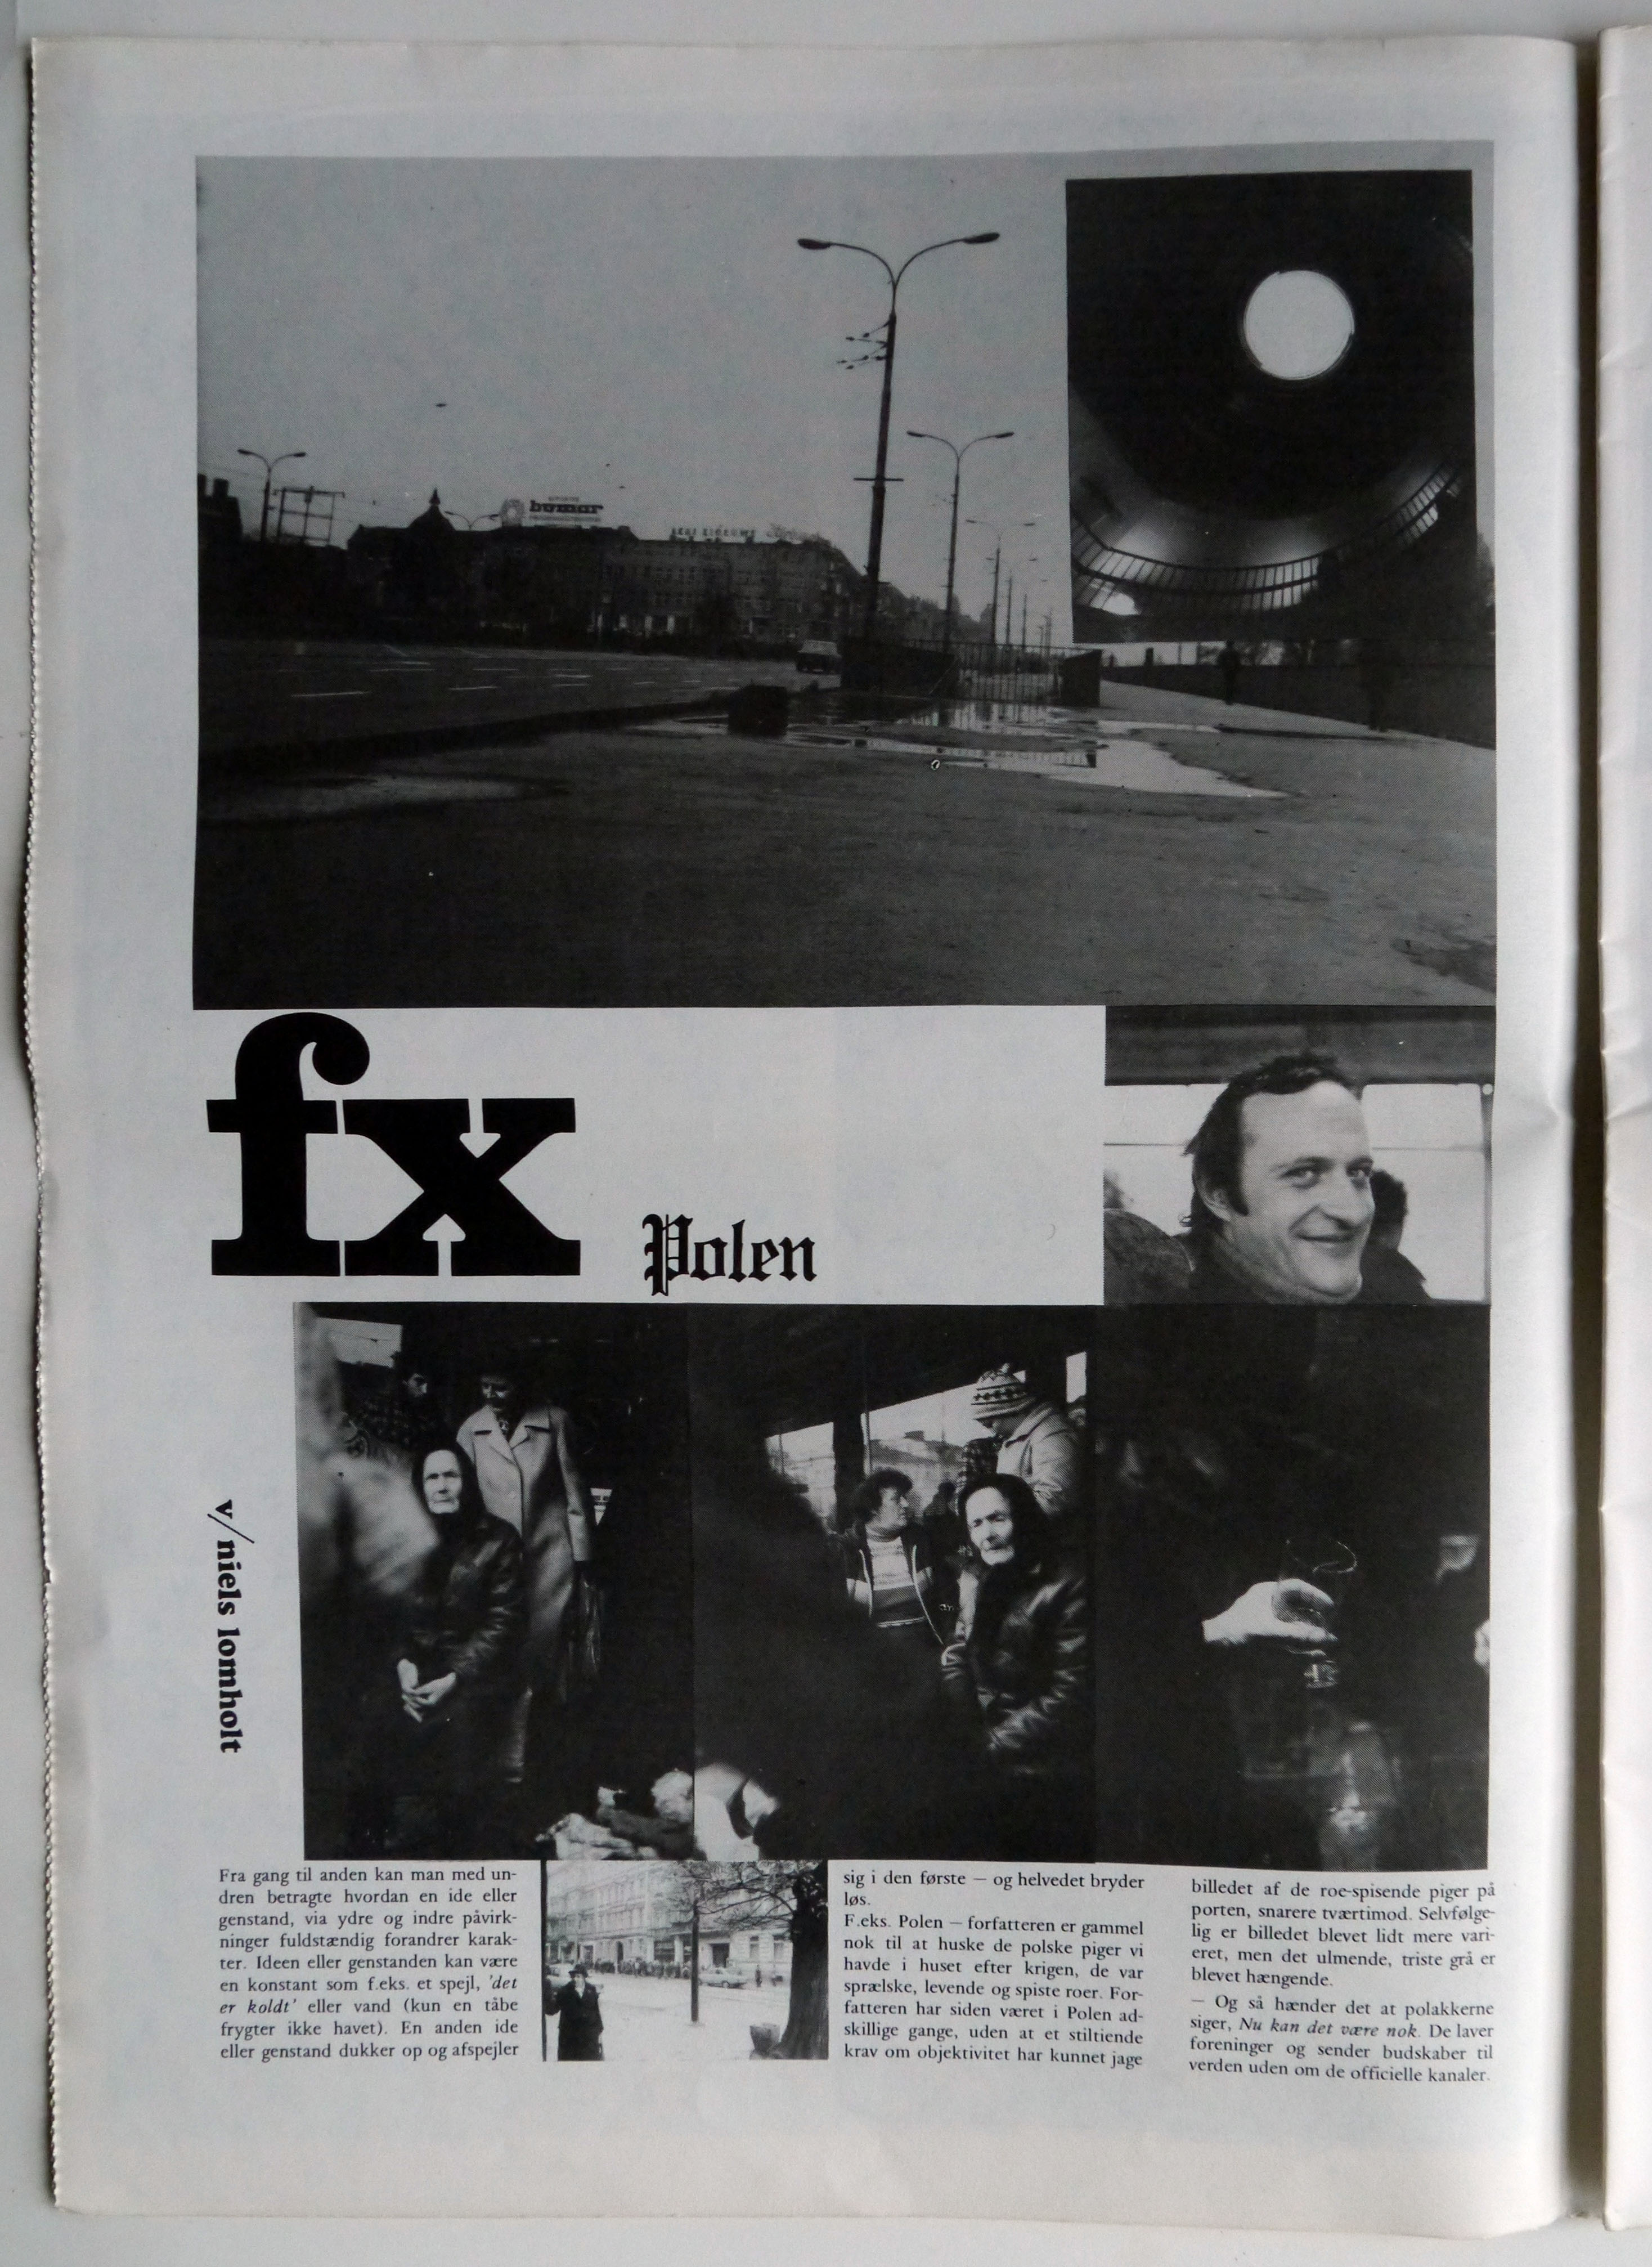 bumar
fx
Polen
v/niels lomholt
Fra gang til anden kan man med un-
dren betragte hvordan en ide eller
genstand, via ydre og indre påvirk-
ninger fuldstændig forandrer karak-
ter. Ideen eller genstanden kan være
en konstant som f.eks. et spejl, 'det
er koldt' eller vand (kun en tåbe
frygter ikke havet). En anden ide
eller genstand dukker op og afspejler
sig i den første — og helvedet bryder
løs.
F.eks. Polen — forfatteren er gammel
nok til at huske de polske piger vi
havde i huset efter krigen, de var
sprælske, levende og spiste roer. For-
fatteren har siden været i Polen ad-
skillige gange, uden at et stiltiende
krav om objektivitet har kunnet jage
billedet af de roe-spisende piger på
porten, snarere tværtimod. Selvfølge-
lig er billedet blevet lidt mere vari-
eret, men det ulmende, triste grå er
blevet hængende.
— Og så hænder det at polakkerne
siger, Nu kan det være nok. De laver
foreninger og sender budskaber til
verden uden om de officielle kanaler.